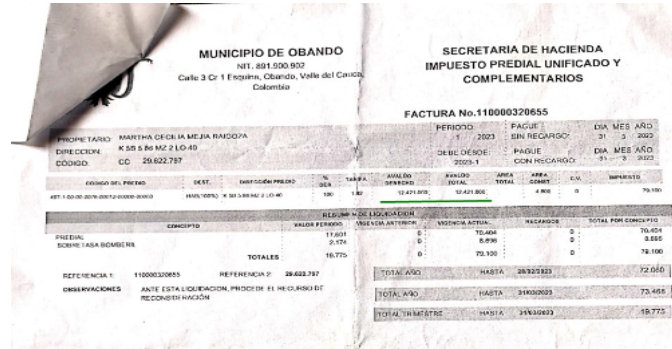 MUNICIPIO DE OBANDO
NIT. 891.900.902
Calle 3 Cr 1 Esquina, Obando, Valle del Cauca,
Colombia
SECRETARIA DE HACIENDA
IMPUESTO PREDIAL UNIFICADO Y
COMPLEMENTARIOS
FACTURA No.110000320655
PROPIETARIO: MARTHA CECILIA MEJIA
DIRECCION: K 5B 5 86 MZ 2 LO 40
CODIGO: CC 29.622.797
PERIODO PAGUE DIA MES AÑO
1 2023 SIN RECARGO: 31 3 2023
DEBE DESDE: PAGUE DIA MES AÑO
2023-1 CON RECARGO: 31 3 2023
CODIGO DEL PREDIO DEST. DIRECCIÓN PREDIO % DER TARIFA AVALUO DERECHO AVALUO TOTAL AREA TOTAL AREA CONST C.V. IMPUESTO
K 5B 5 86 MZ 2 LO 40 100 12.421.000 12.421.000 0 79.100
RESUMEN DE LIQUIDACION
CONCEPTO VALOR PERIODO VIGENCIA ANTERIOR VIGENCIA ACTUAL RECARGOS TOTAL POR CONCEPTO
PREDIAL 17.601 0 70.404 0 70.404
SOBRETASA BOMBERIL 2.174 0 8.696 0 8.696
TOTALES 19.775 0 79.100 0 79.100
REFERENCIA 1: 110000320655 REFERENCIA 2: 29.622.797
TOTAL AÑO HASTA 28/02/2023 72.060
OBSERVACIONES ANTE ESTA LIQUIDACION, PROCEDE EL RECURSO DE
RECONSIDERACIÓN
TOTAL AÑO HASTA 31/03/2023 73.468
TOTAL TRIMESTRE HASTA 31/03/2023 19.775